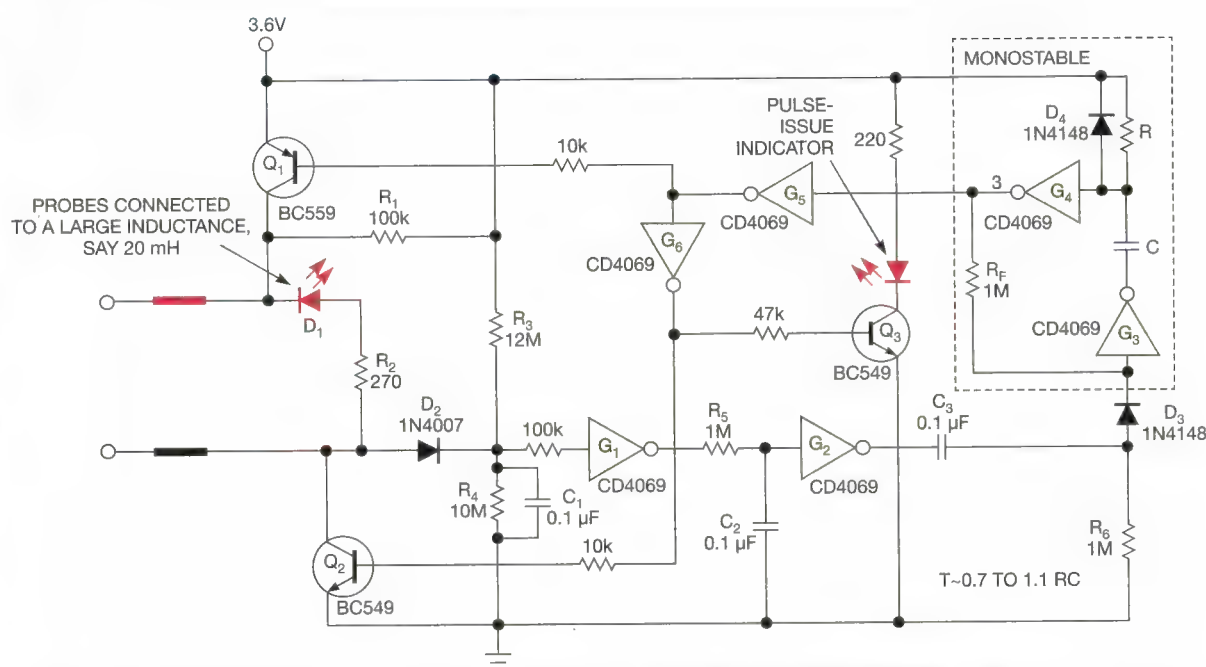 3.6V
MONOSTABLE
PULSE-
ISSUE
INDICATOR
D4
1N4148
R
220
10k
Q1
BC559
G5
CD4069
3
G4
CD4069
PROBES CONNECTED
TO A LARGE INDUCTANCE,
SAY 20 mH
R1
100k
G6
CD4069
C
RF
1M
D1
R3
12M
47k
Q3
BC549
CD4069
G3
R2
270
D2
1N4007
100k
G1
CD4069
R5
1M
G2
CD4069
C3
0.1 µF
D3
1N4148
R4
10M
C1
0.1 µF
C2
0.1 µF
R6
1M
Q2
BC549
10k
T~0.7 TO 1.1 RC